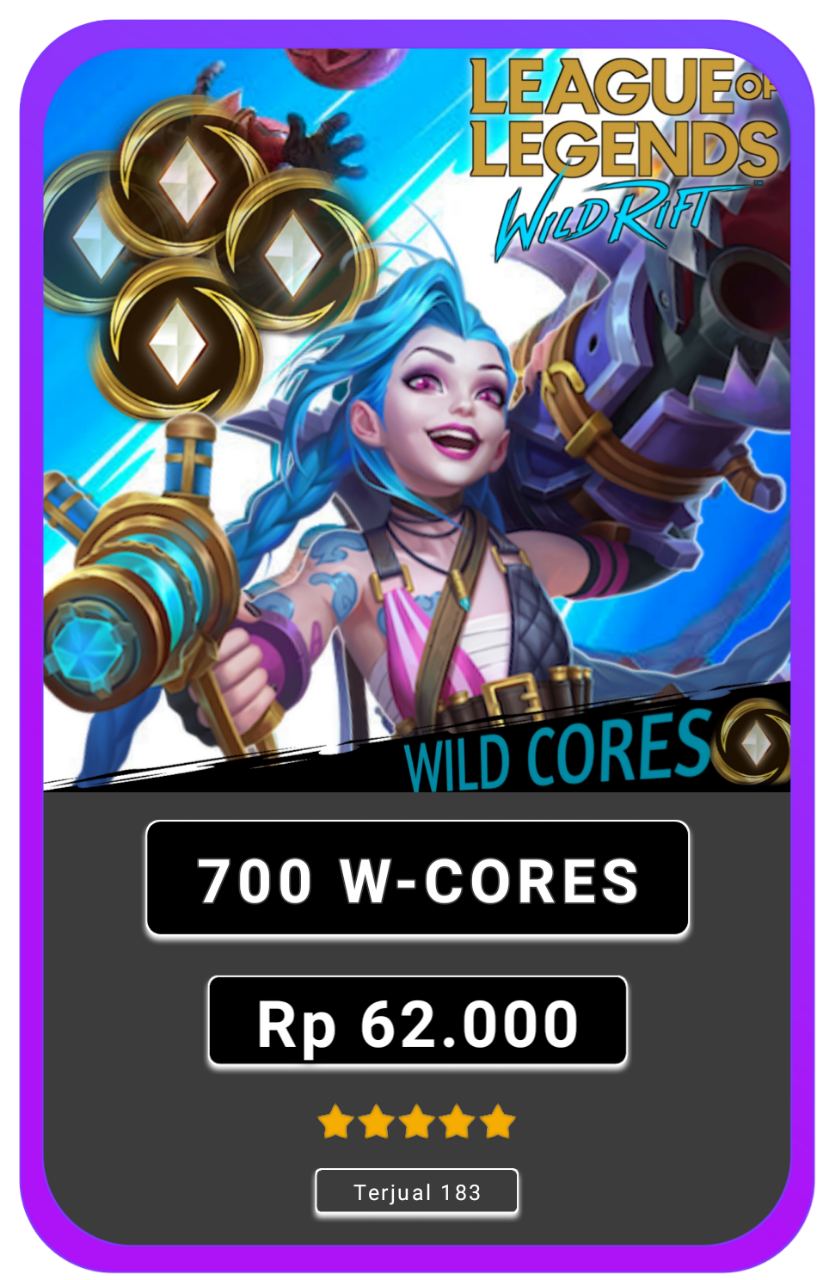 LEAGUE OF
LEGENDS
WILD RIFT
WILD CORES
700 W-CORES
Rp 62.000
Terjual 183